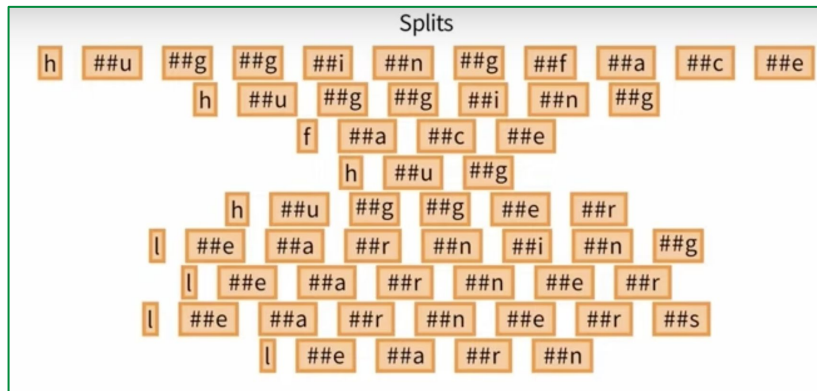 Splits
h ##u ##g ##g ##i ##n ##g ##f ##a ##c ##e
h ##u ##g ##g ##i ##n ##g
f ##a ##c ##e
h ##u ##g
h ##u ##g ##g ##e ##r
l ##e ##a ##r ##n ##i ##n ##g
l ##e ##a ##r ##n ##e ##r
l ##e ##a ##r ##n ##e ##r ##s
l ##e ##a ##r ##n